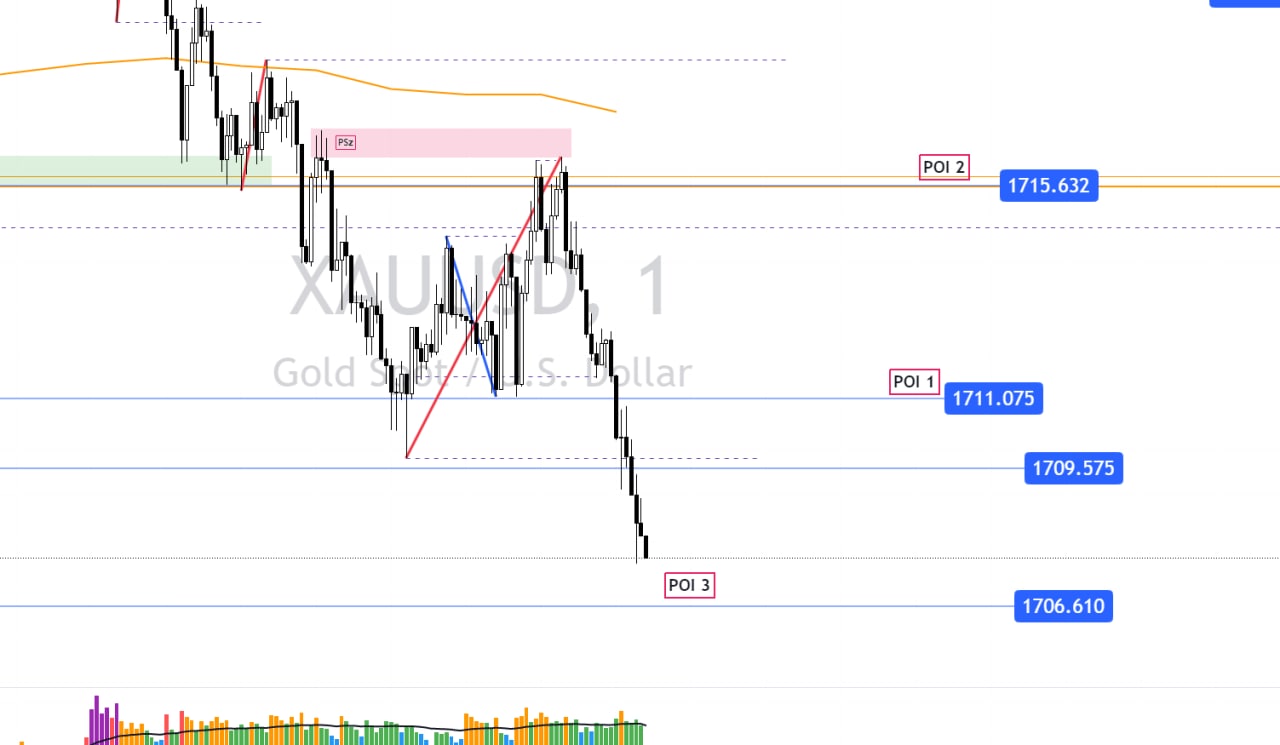 PSz
POI 2
1715.632
XAUUSD, 1
Gold Spot / U.S. Dollar
POI 1
1711.075
1709.575
POI 3
1706.610